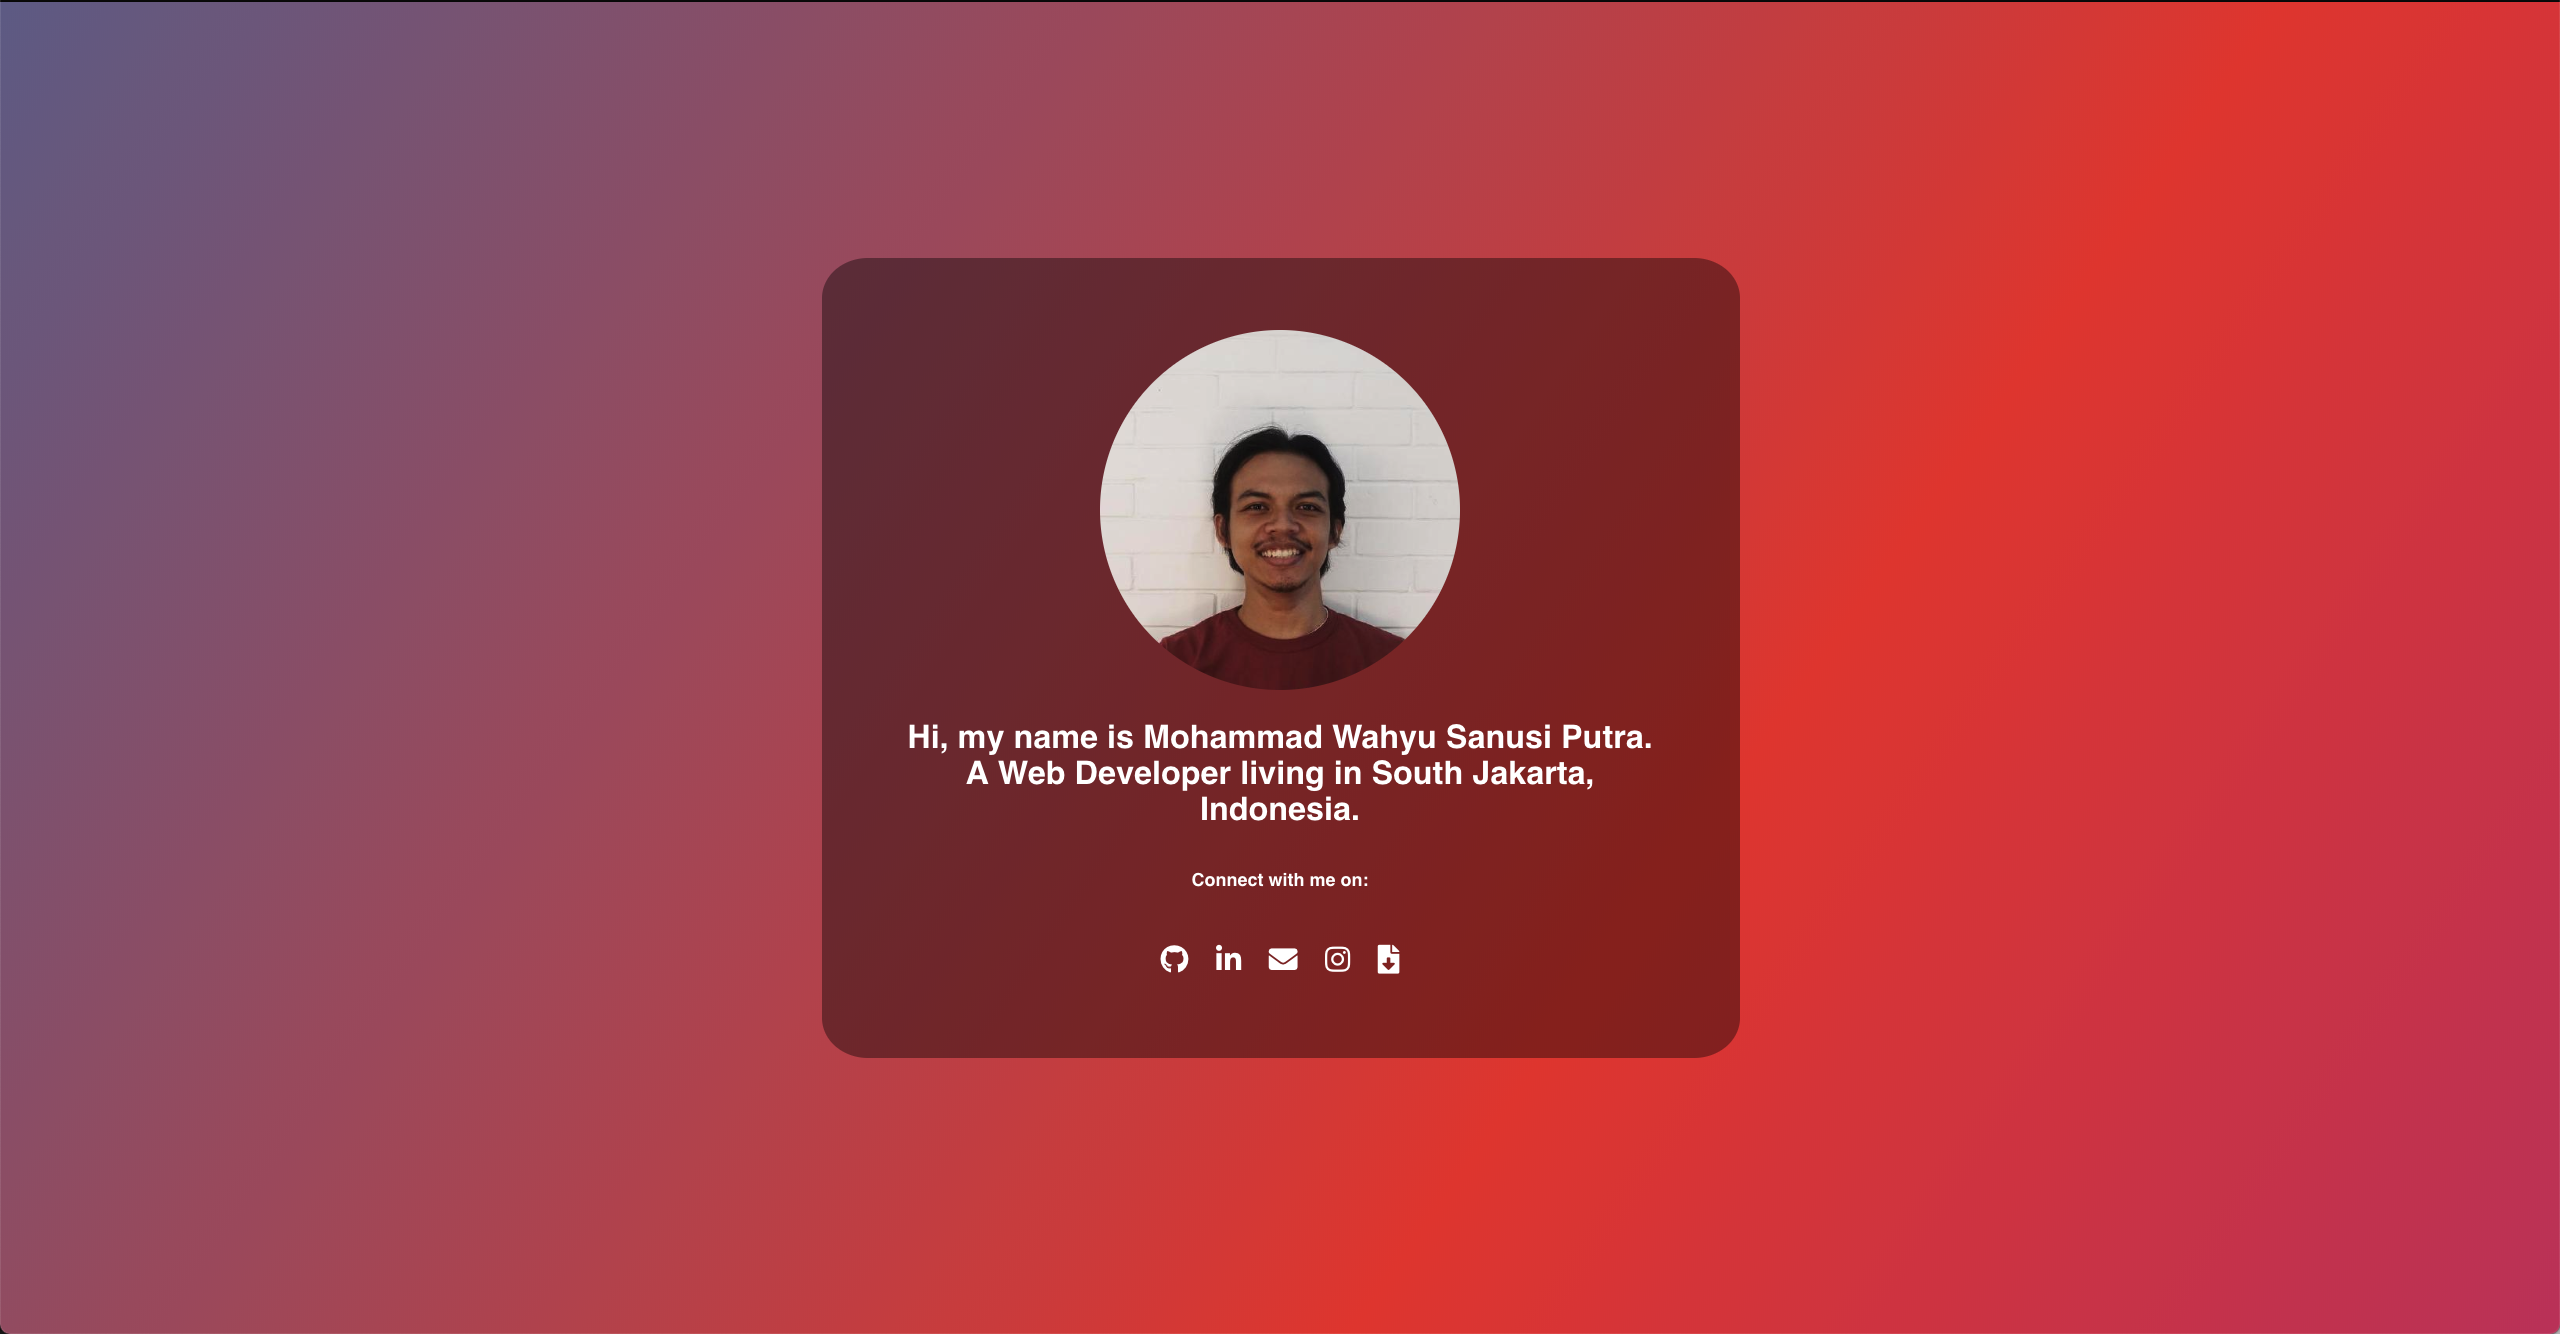 Hi, my name is Mohammad Wahyu Sanusi Putra.
A Web Developer living in South Jakarta,
Indonesia.
Connect with me on: